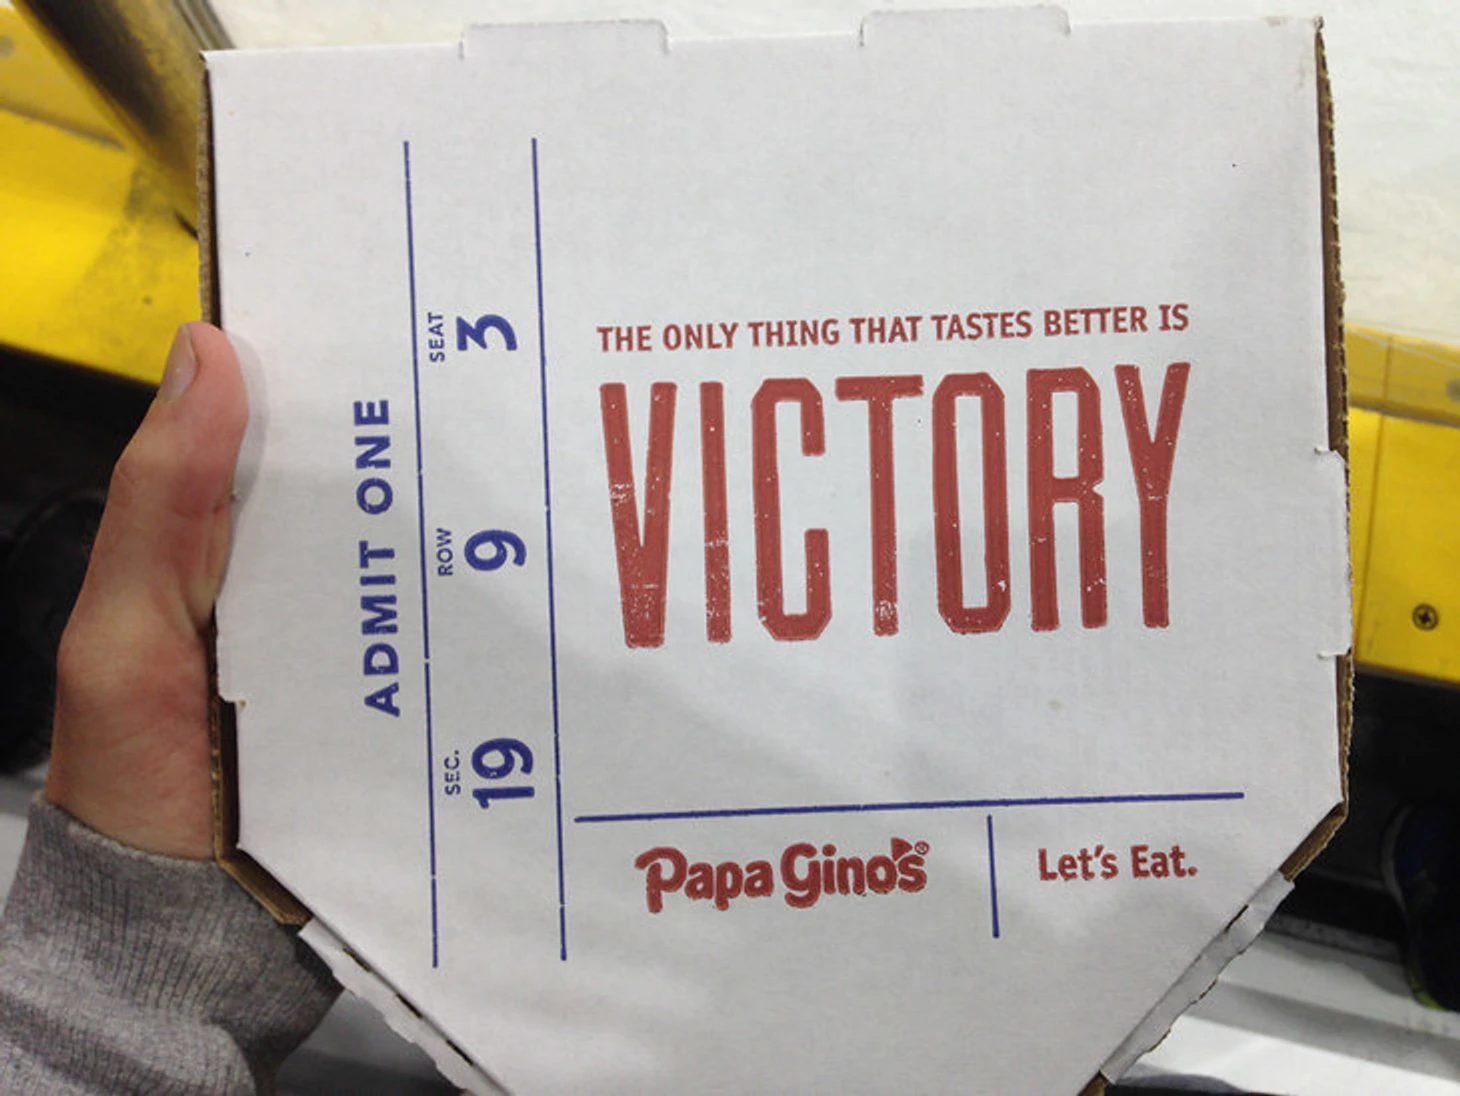 ADMIT ONE
SEC. ROW SEAT
19 9 3
THE ONLY THING THAT TASTES BETTER IS
VICTORY
Papa Gino's®
Let's Eat.